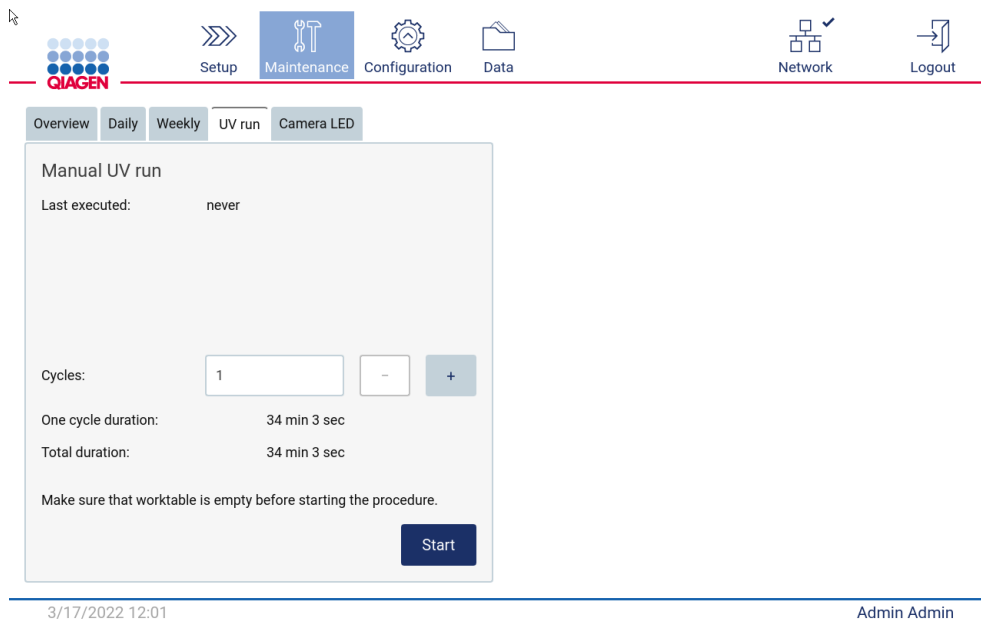 Setup Maintenance Configuration Data Network Logout
QIAGEN
Overview Daily Weekly UV run Camera LED
Manual UV run
Last executed: never
Cycles: 1 − +
One cycle duration: 34 min 3 sec
Total duration: 34 min 3 sec
Make sure that worktable is empty before starting the procedure.
Start
3/17/2022 12:01 Admin Admin